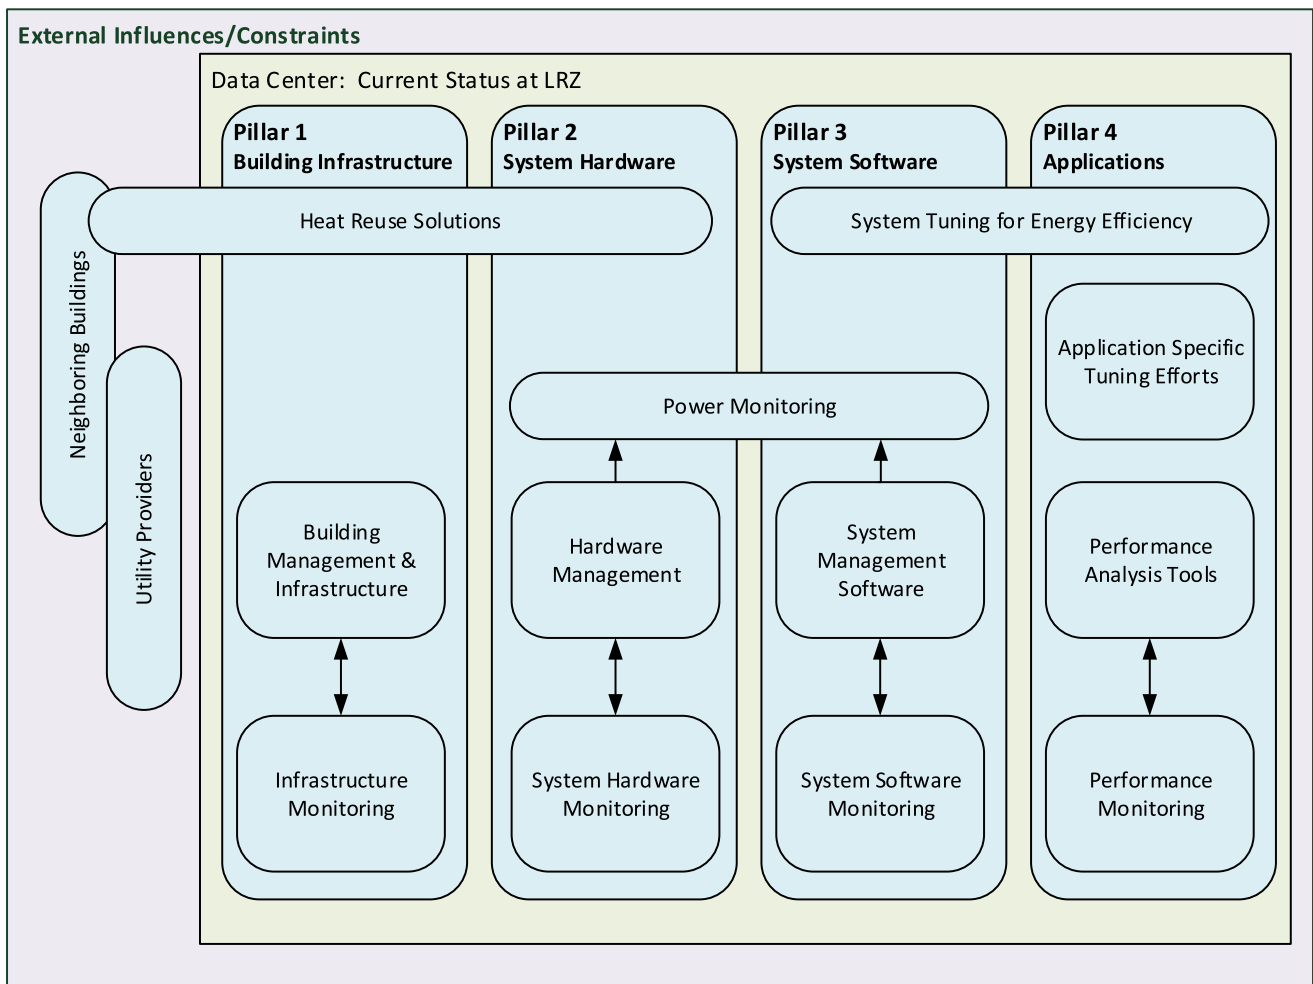 External Influences/Constraints
Data Center:  Current Status at LRZ
Pillar 1
Building Infrastructure
Pillar 2
System Hardware
Pillar 3
System Software
Pillar 4
Applications
Heat Reuse Solutions
System Tuning for Energy Efficiency
Neighboring Buildings
Utility Providers
Application Specific
Tuning Efforts
Power Monitoring
Building
Management &
Infrastructure
Hardware
Management
System
Management
Software
Performance
Analysis Tools
Infrastructure
Monitoring
System Hardware
Monitoring
System Software
Monitoring
Performance
Monitoring